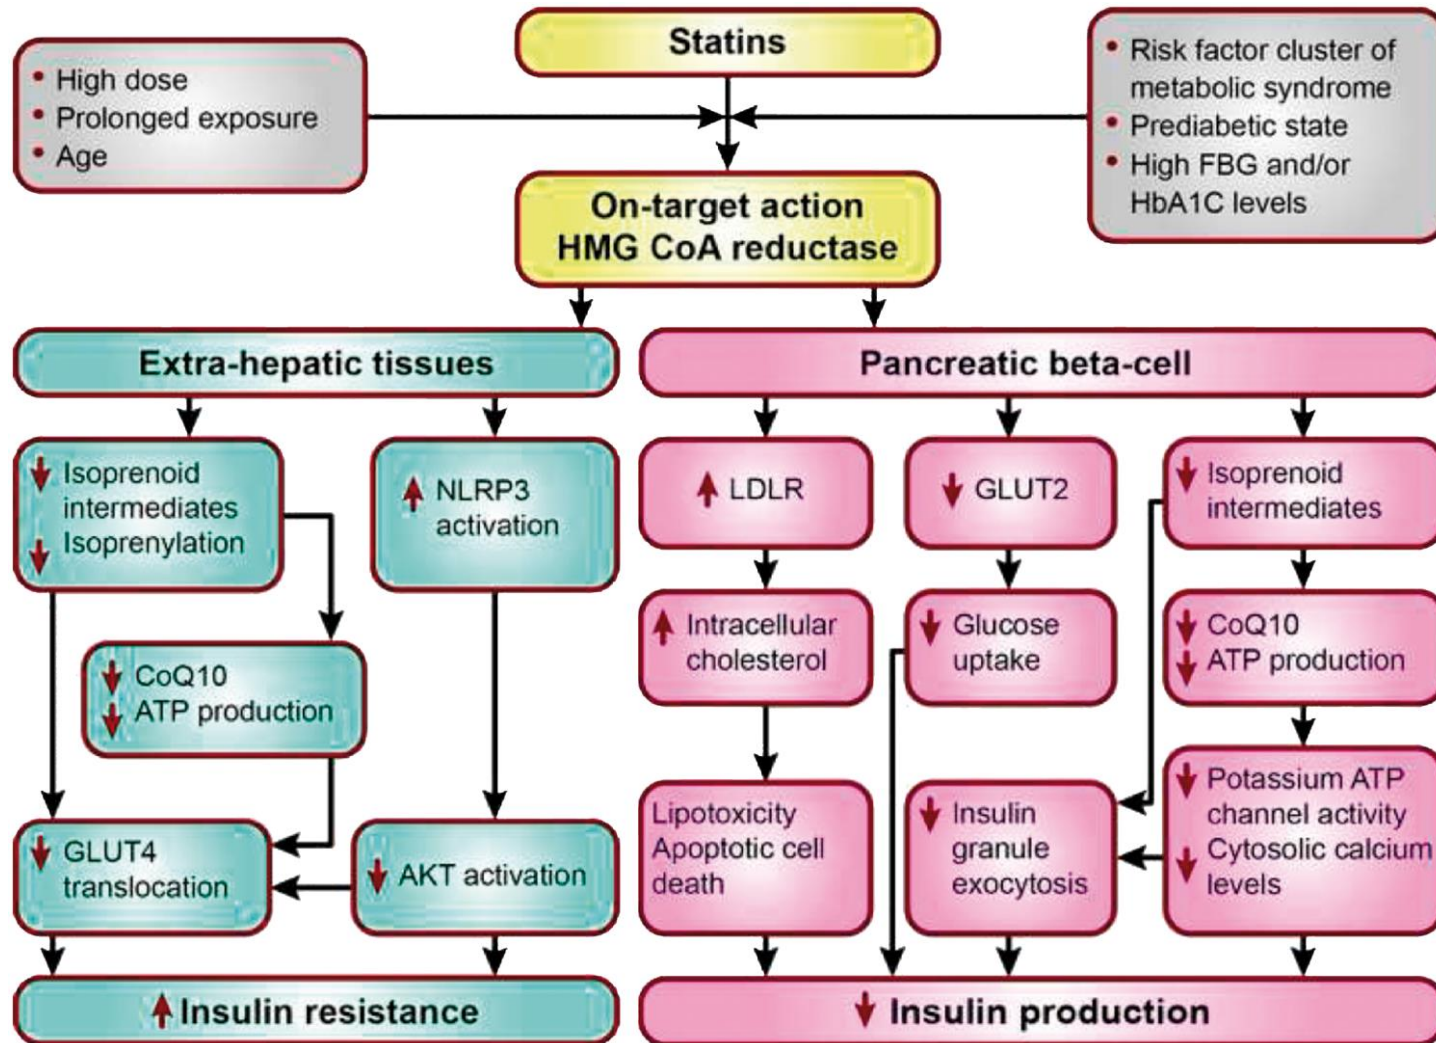 Statins
• High dose
• Prolonged exposure
• Age
• Risk factor cluster of
metabolic syndrome
• Prediabetic state
• High FBG and/or
HbA1C levels
On-target action
HMG CoA reductase
Extra-hepatic tissues
↓ Isoprenoid
intermediates
↓ Isoprenylation
↑ NLRP3
activation
↓ CoQ10
↓ ATP production
↓ GLUT4
translocation
↓ AKT activation
↑ Insulin resistance
Pancreatic beta-cell
↑ LDLR
↑ Intracellular
cholesterol
Lipotoxicity
Apoptotic cell
death
↓ GLUT2
↓ Glucose
uptake
↓ Insulin
granule
exocytosis
↓ Isoprenoid
intermediates
↓ CoQ10
↓ ATP production
↓ Potassium ATP
channel activity
↓ Cytosolic calcium
levels
↓ Insulin production